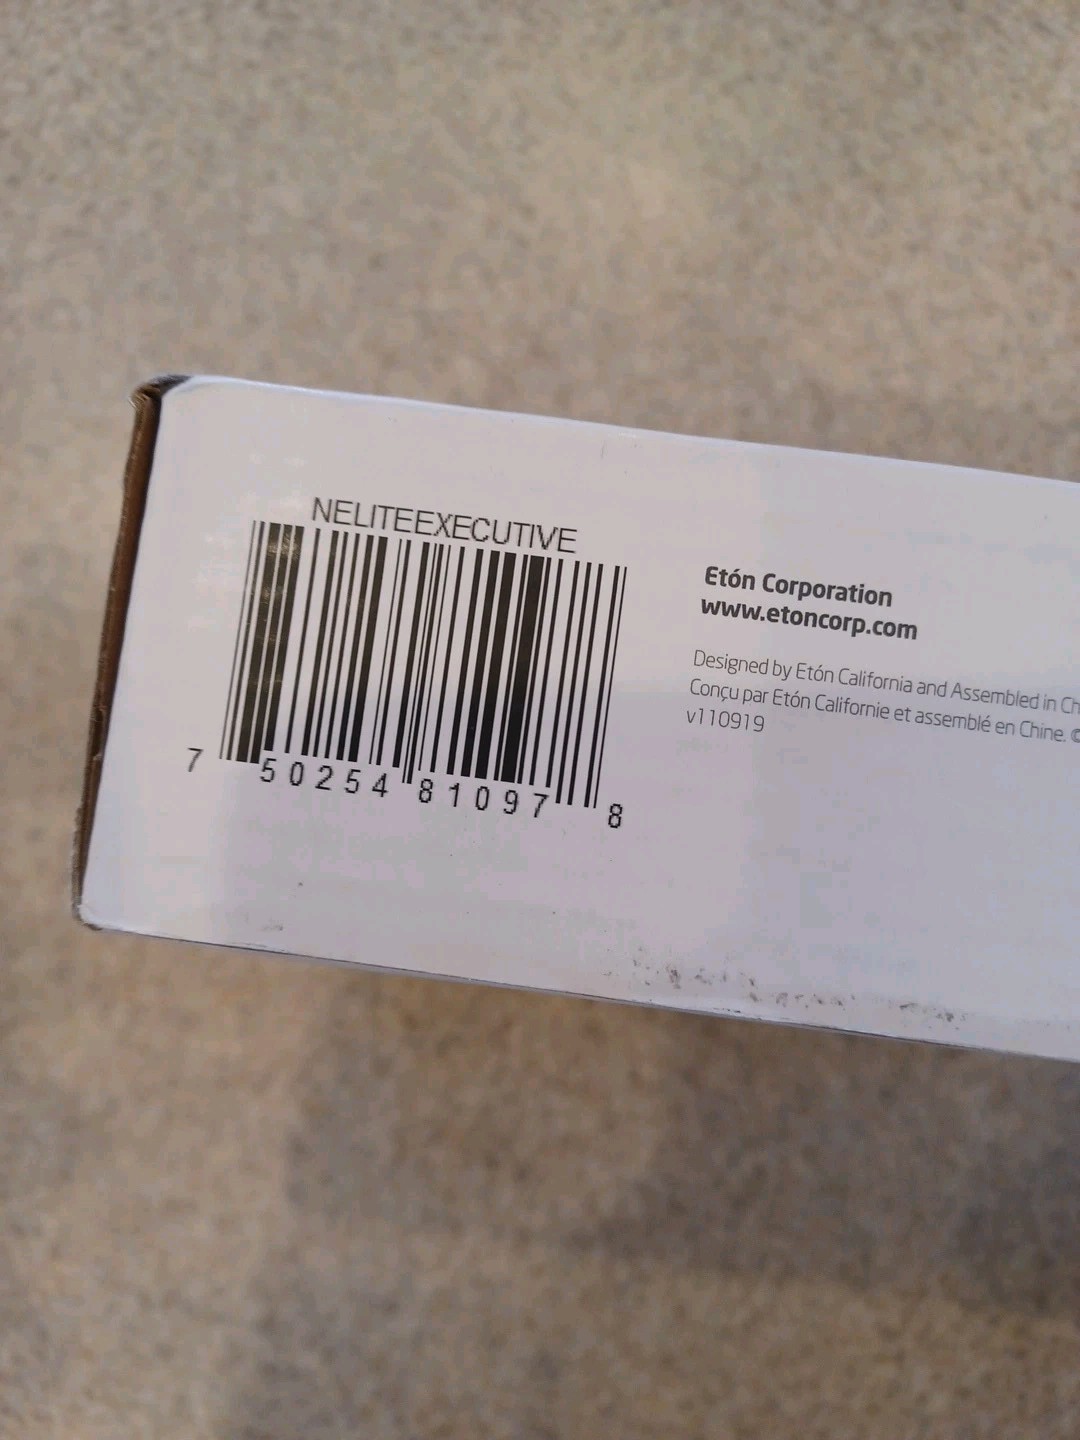 NELITEEXECUTIVE
7 50254 81097 8
Etón Corporation
www.etoncorp.com
Designed by Etón California and Assembled in Ch
Conçu par Etón Californie et assemblé en Chine. ©
v110919